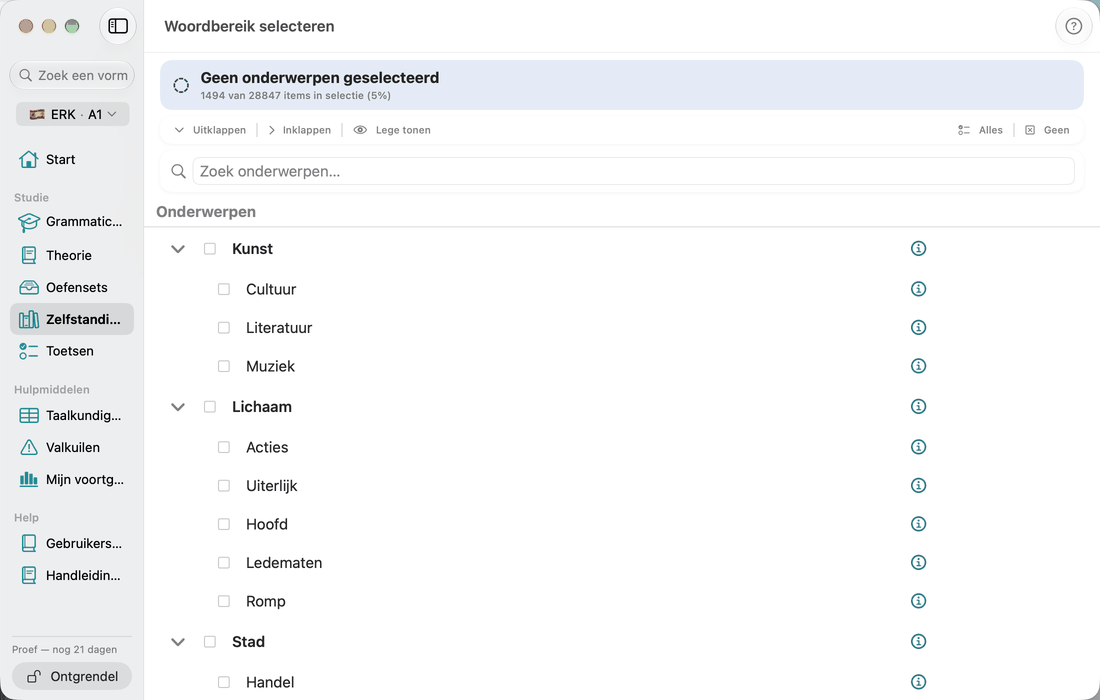 Woordbereik selecteren
Zoek een vorm
ERK · A1
Start
Studie
Grammatic...
Theorie
Oefensets
Zelfstandi...
Toetsen
Hulpmiddelen
Taalkundig...
Valkuilen
Mijn voortg...
Help
Gebruikers...
Handleidin...
Proef — nog 21 dagen
Ontgrendel
Geen onderwerpen geselecteerd
1494 van 28847 items in selectie (5%)
Uitklappen Inklappen Lege tonen Alles Geen
Zoek onderwerpen...
Onderwerpen
Kunst
Cultuur
Literatuur
Muziek
Lichaam
Acties
Uiterlijk
Hoofd
Ledematen
Romp
Stad
Handel